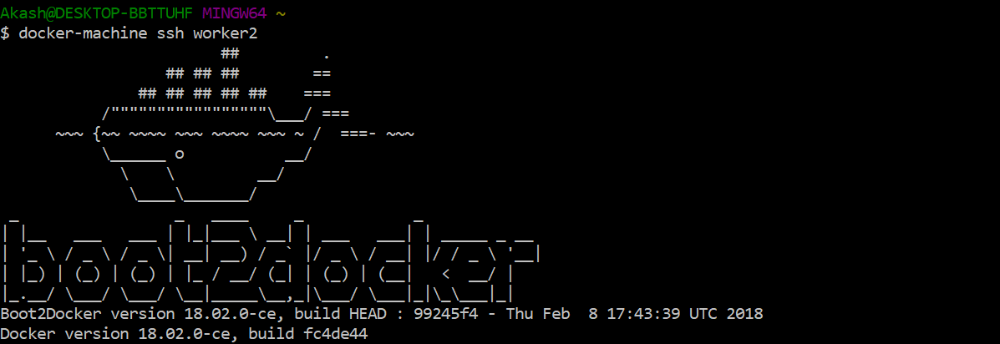 Akash@DESKTOP-BBTTUHF MINGW64 ~
$ docker-machine ssh worker2
                        ##         .
                  ## ## ##        ==
               ## ## ## ## ##    ===
           /"""""""""""""""""\___/ ===
      ~~~ {~~ ~~~~ ~~~ ~~~~ ~~~ ~ /  ===- ~~~
           \______ o           __/
             \    \         __/
              \____\_______/
 _                 _   ____     _            _
| |__   ___   ___ | |_|___ \ __| | ___   ___| | _____ _ __
| '_ \ / _ \ / _ \| __| __) / _` |/ _ \ / __| |/ / _ \ '__|
| |_) | (_) | (_) | |_ / __/ (_| | (_) | (__|   <  __/ |
|_.__/ \___/ \___/ \__|_____\__,_|\___/ \___|_|\_\___|_|
Boot2Docker version 18.02.0-ce, build HEAD : 99245f4 - Thu Feb  8 17:43:39 UTC 2018
Docker version 18.02.0-ce, build fc4de44